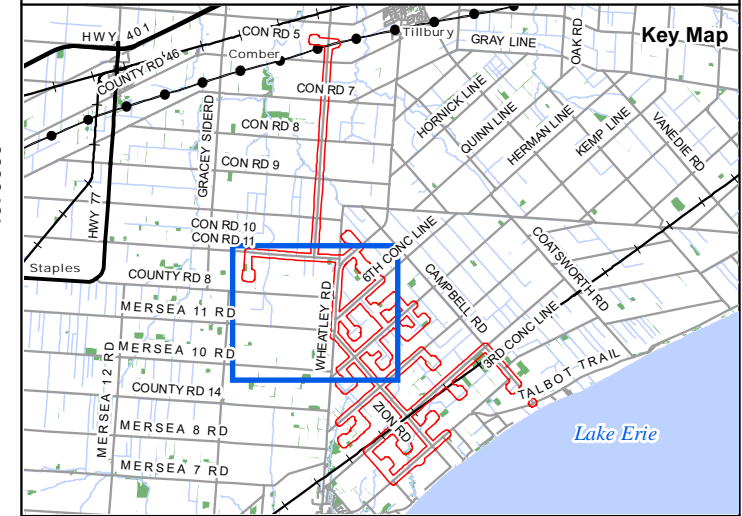 Key Map
HWY 401
CON RD 5
Tillbury
GRAY LINE
OAK RD
COUNTY RD 46
Comber
CON RD 7
HORNICK LINE
QUINN LINE
HERMAN LINE
KEMP LINE
VANEDIE RD
GRACEY SIDERD
CON RD 8
CON RD 9
HWY 77
CON RD 10
CON RD 11
6TH CONC LINE
COATSWORTH RD
Staples
COUNTY RD 8
CAMPBELL RD
MERSEA 11 RD
WHEATLEY RD
MERSEA 10 RD
3RD CONC LINE
MERSEA 12 RD
TALBOT TRAIL
COUNTY RD 14
ZION RD
MERSEA 8 RD
Lake Erie
MERSEA 7 RD